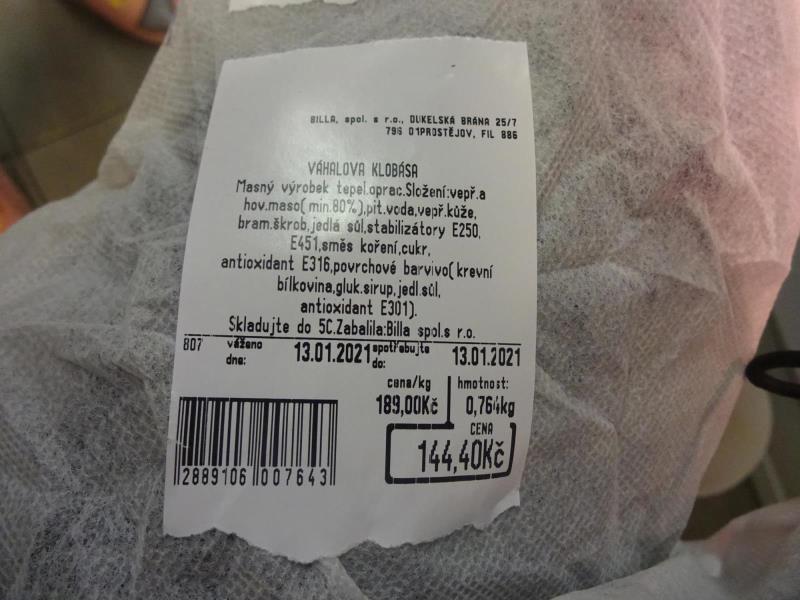 BILLA, spol. s r.o., DUKELSKÁ BRÁNA 25/7
796 01PROSTĚJOV, FIL 886
VÁHALOVA KLOBÁSA
Masný výrobek tepel.oprac.Složení:vepř.a
hov.maso(min.80%),pit.voda,vepř.kůže,
bram.škrob,jedlá sůl,stabilizátory E250,
E451,směs koření,cukr,
antioxidant E316,povrchové barvivo(krevní
bílkovina,gluk.sirup,jedl.sůl,
antioxidant E301).
Skladujte do 5C.Zabalila:Billa spol.s r.o.
807 váženo dne: 13.01.2021 spotřebujte do: 13.01.2021
cena/kg hmotnost:
189,00Kč 0,764kg
CENA
144,40Kč
2889106 007643